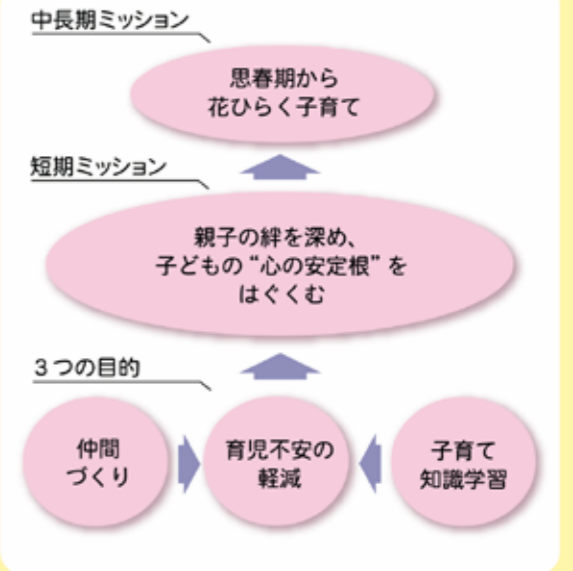 中長期ミッション
思春期から
花ひらく子育て
短期ミッション
親子の絆を深め、
子どもの“心の安定根”を
はぐくむ
3つの目的
仲間
づくり
育児不安の
軽減
子育て
知識学習